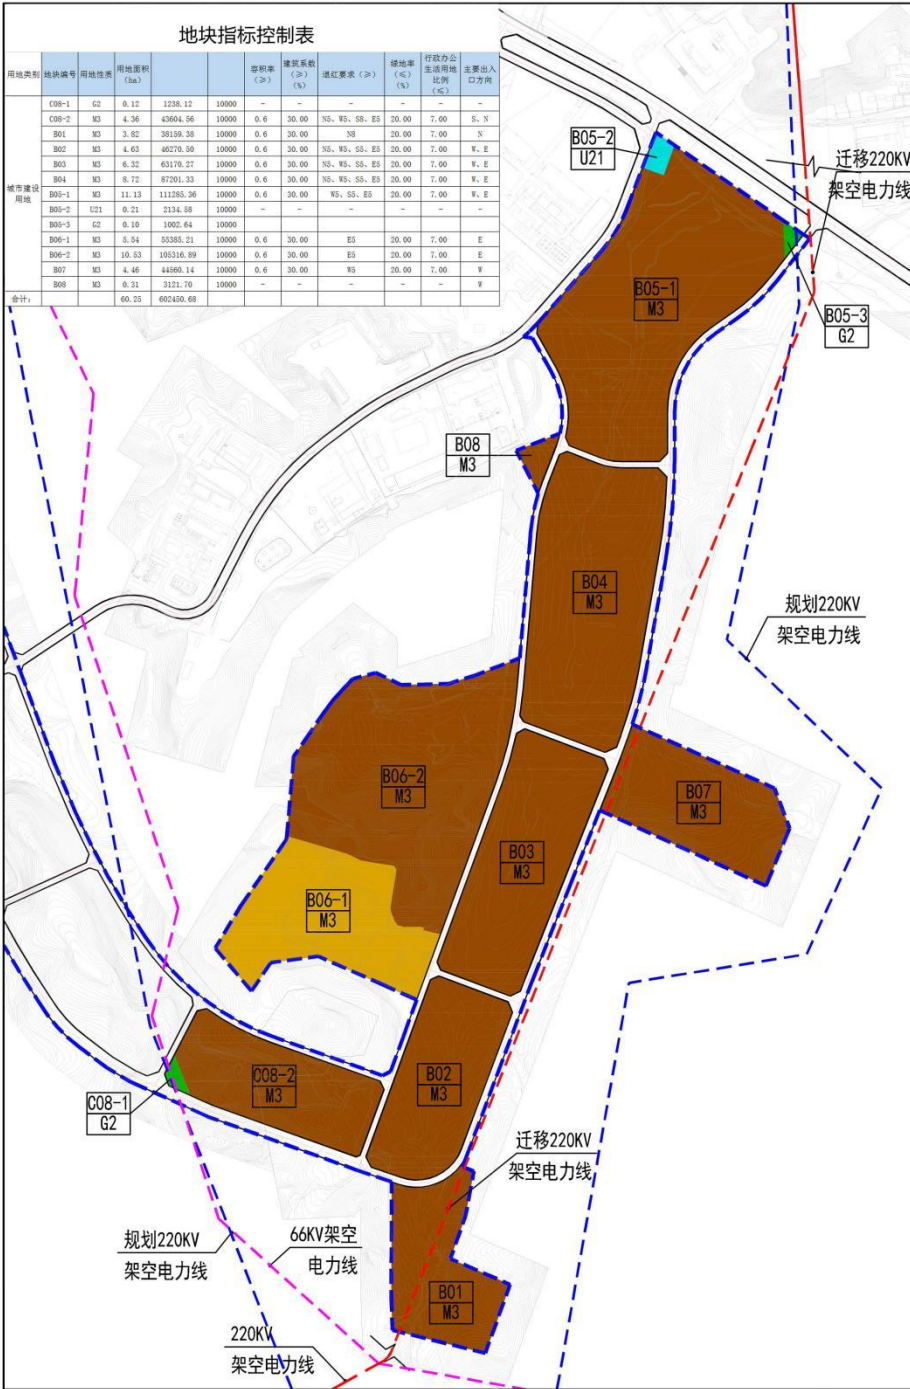 地块指标控制表
用地类别 地块编号 用地性质 用地面积(ha) 容积率(≥) 建筑系数(≥)(%) 退红要求(≥) 绿地率(≤)(%) 行政办公生活用地比例(≤) 主要出入口方向
城市建设用地
C08-1 G2 0.12 1238.12 10000 - - - - - -
C08-2 M3 4.36 43604.56 10000 0.6 30.00 N5、W5、S8、E5 20.00 7.00 S、N
B01 M3 3.82 38159.38 10000 0.6 30.00 N8 20.00 7.00 N
B02 M3 4.63 46270.50 10000 0.6 30.00 N5、W5、S5、E5 20.00 7.00 W、E
B03 M3 6.32 63170.27 10000 0.6 30.00 N5、W5、S5、E5 20.00 7.00 W、E
B04 M3 8.72 87201.33 10000 0.6 30.00 N5、W5、S5、E5 20.00 7.00 W、E
B05-1 M3 11.13 111285.36 10000 0.6 30.00 W5、S5、E5 20.00 7.00 W、E
B05-2 U21 0.21 2134.58 10000 - - - - - -
B05-3 G2 0.10 1002.64 10000
B06-1 M3 5.54 55385.21 10000 0.6 30.00 E5 20.00 7.00 E
B06-2 M3 10.53 105316.89 10000 0.6 30.00 E5 20.00 7.00 E
B07 M3 4.46 44560.14 10000 0.6 30.00 W5 20.00 7.00 W
B08 M3 0.31 3121.70 10000 - - - - - W
合计: 60.25 602450.68
B05-2
U21
迁移220KV
架空电力线
B05-1
M3
B05-3
G2
B08
M3
B04
M3
规划220KV
架空电力线
B06-2
M3
B07
M3
B03
M3
B06-1
M3
C08-2
M3
B02
M3
C08-1
G2
迁移220KV
架空电力线
规划220KV
架空电力线
66KV架空
电力线
B01
M3
220KV
架空电力线